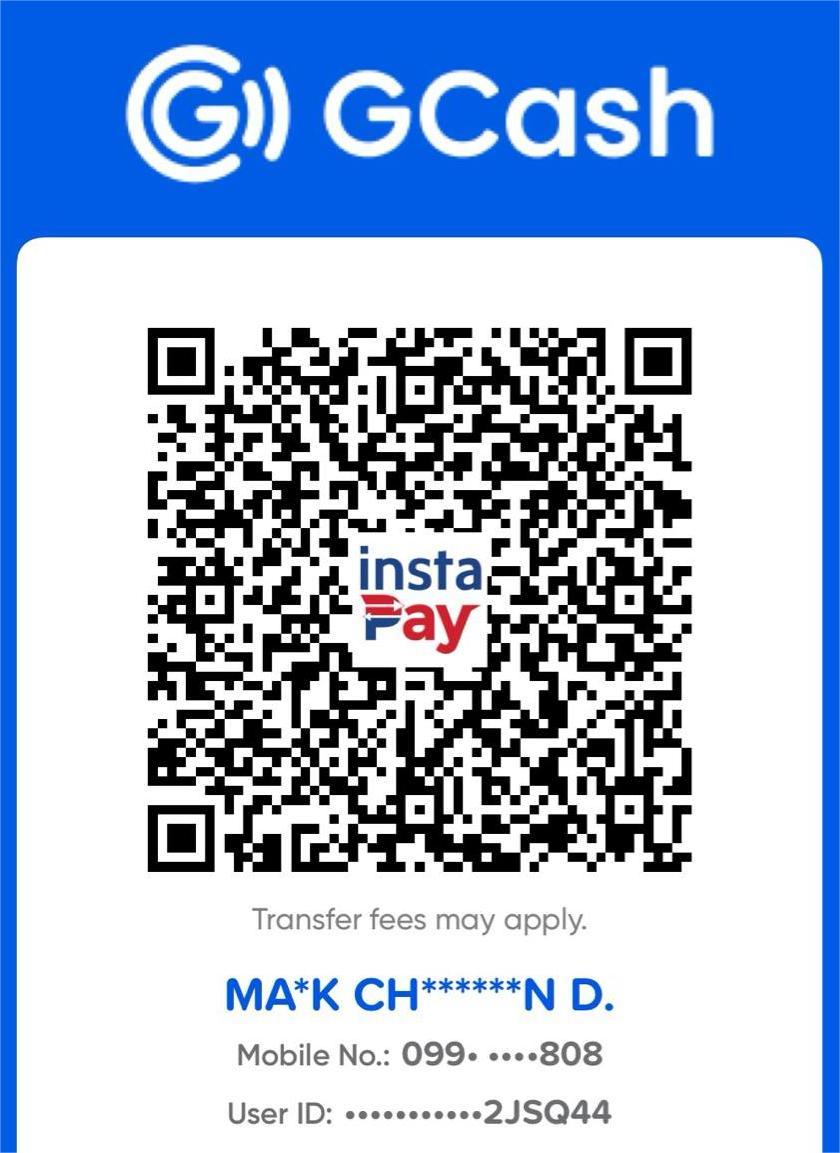 GCash
insta
Pay
Transfer fees may apply.
MA*K CH******N D.
Mobile No.: 099• ••••808
User ID: •••••••••••2JSQ44